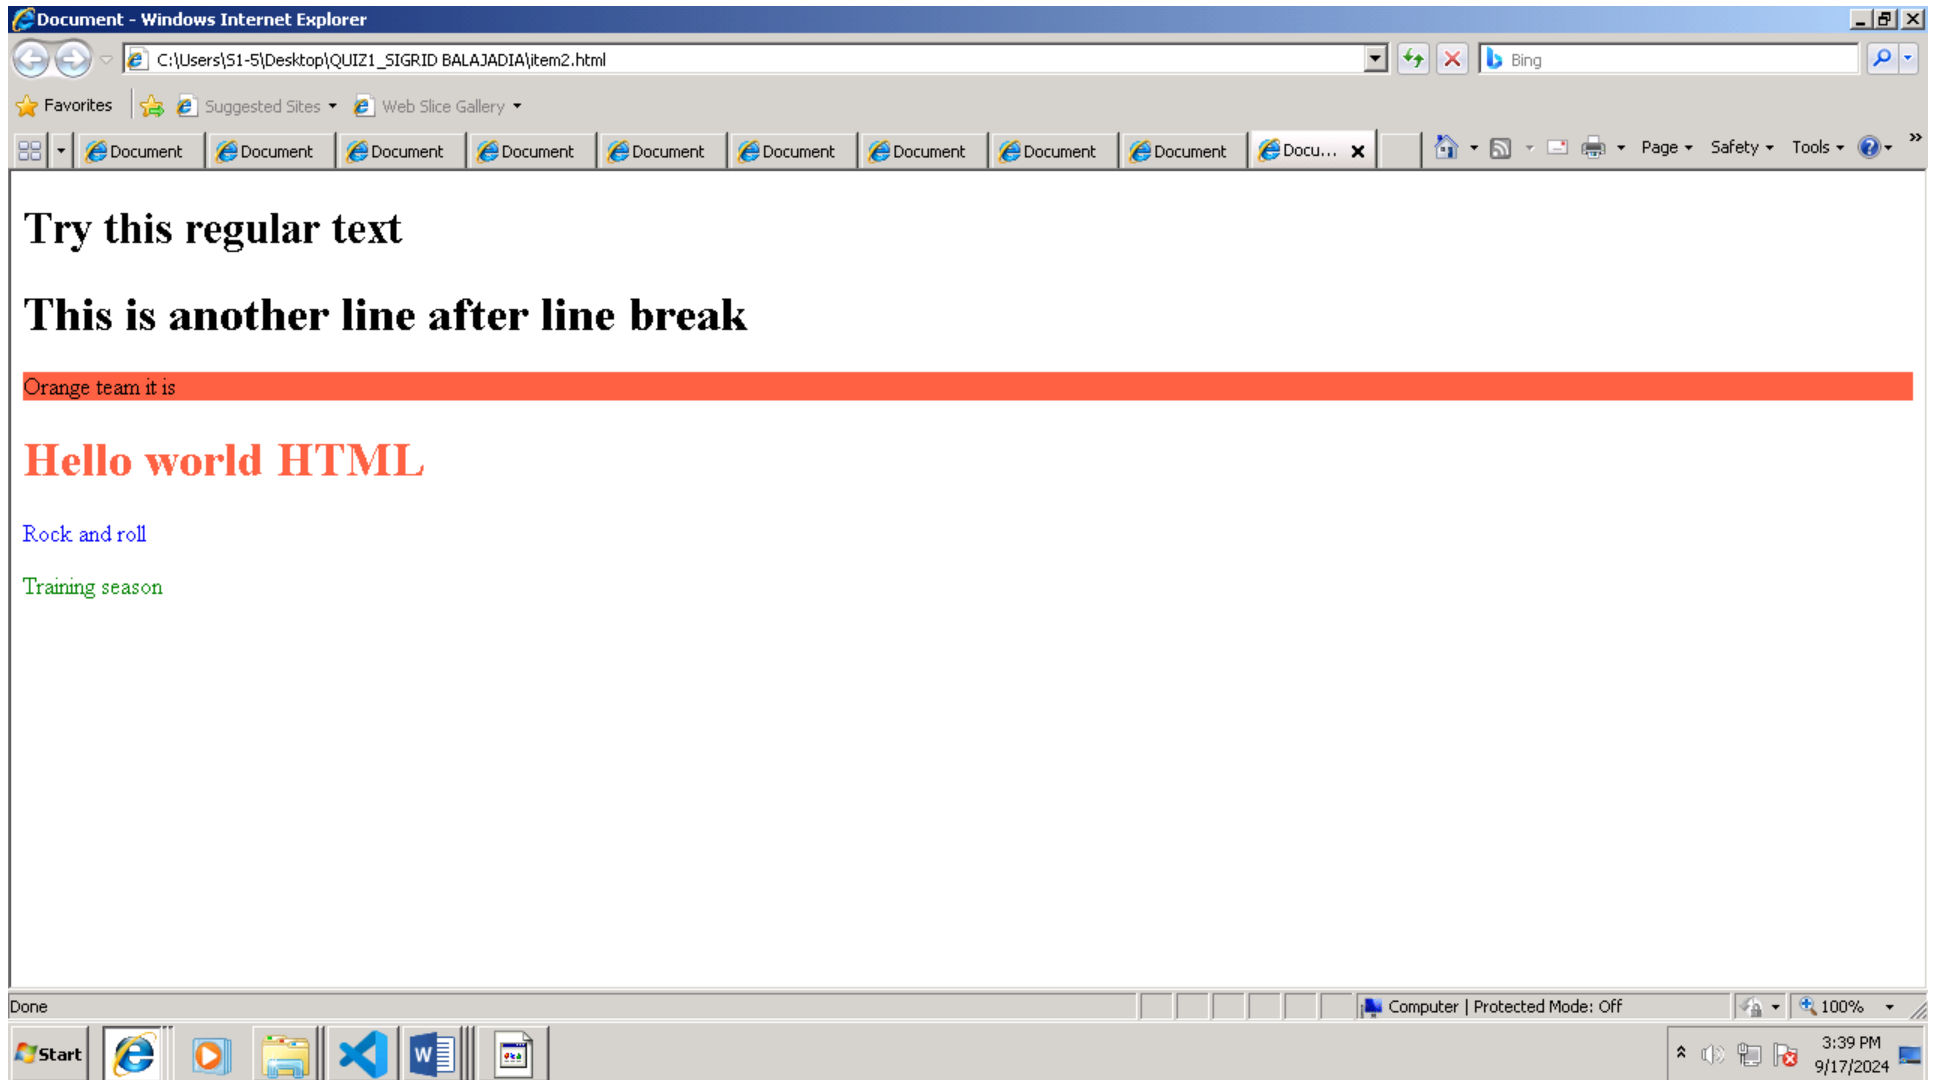 Document - Windows Internet Explorer
C:\Users\S1-5\Desktop\QUIZ1_SIGRID BALAJADIA\item2.html
Bing
Favorites
Suggested Sites
Web Slice Gallery
Document
Document
Document
Document
Document
Document
Document
Document
Document
Docu...
Page
Safety
Tools
Try this regular text
This is another line after line break
Orange team it is
Hello world HTML
Rock and roll
Training season
Done
Computer | Protected Mode: Off
100%
Start
3:39 PM
9/17/2024